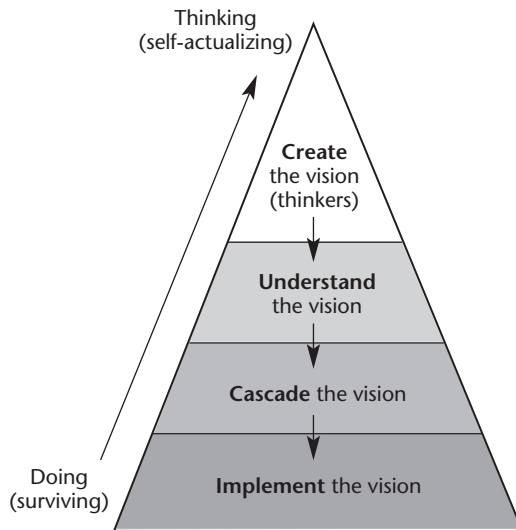 Thinking
(self-actualizing)
Create
the vision
(thinkers)
Understand
the vision
Cascade the vision
Doing
(surviving)
Implement the vision